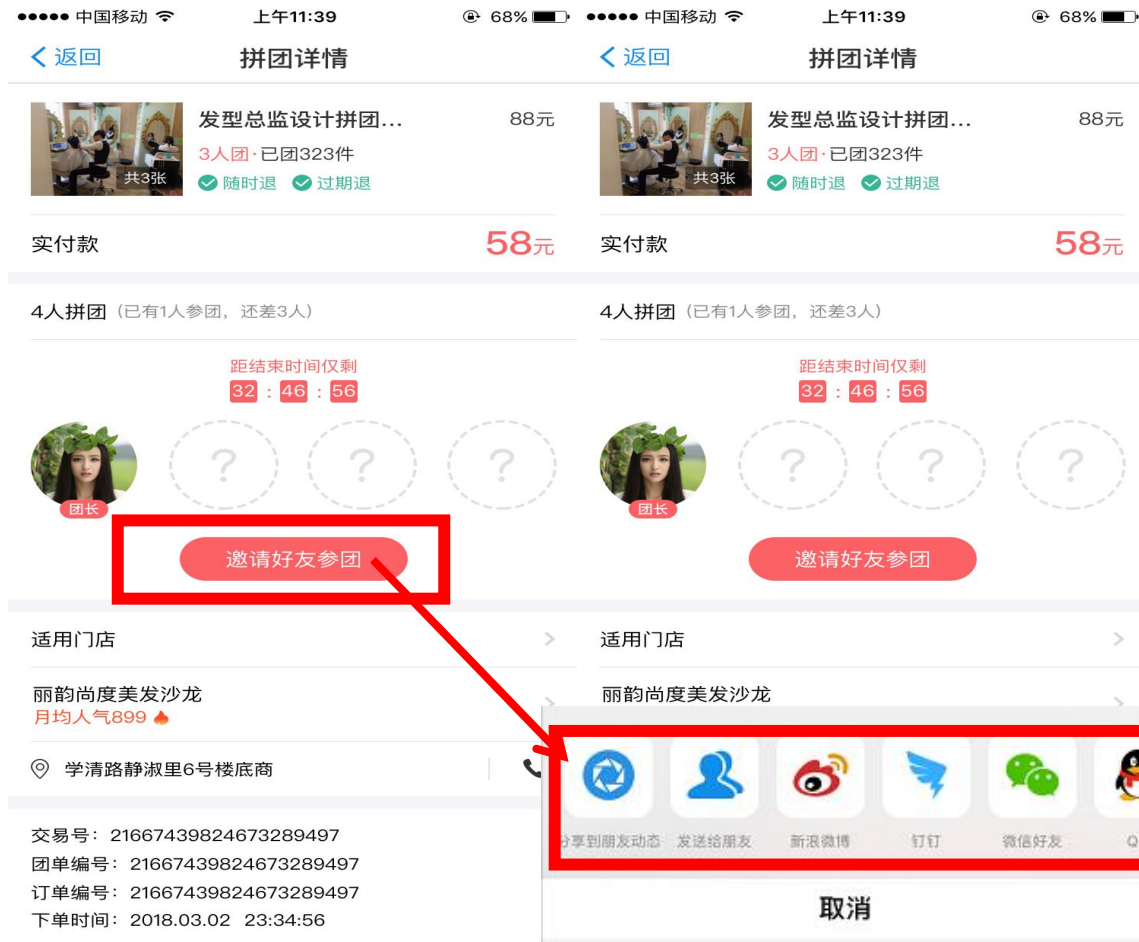 中国移动 上午11:39 68%
返回 拼团详情
发型总监设计拼团... 88元
3人团·已团323件
共3张
随时退 过期退
实付款 58元
4人拼团（已有1人参团，还差3人）
距结束时间仅剩
32 : 46 : 56
? ? ?
团长
邀请好友参团
适用门店
丽韵尚度美发沙龙
月均人气899
学清路静淑里6号楼底商
交易号：21667439824673289497
团单编号：21667439824673289497
订单编号：21667439824673289497
下单时间：2018.03.02 23:34:56
中国移动 上午11:39 68%
返回 拼团详情
发型总监设计拼团... 88元
3人团·已团323件
共3张
随时退 过期退
实付款 58元
4人拼团（已有1人参团，还差3人）
距结束时间仅剩
32 : 46 : 56
? ? ?
团长
邀请好友参团
适用门店
丽韵尚度美发沙龙
分享到朋友动态 发送给朋友 新浪微博 钉钉 微信好友 Q
取消